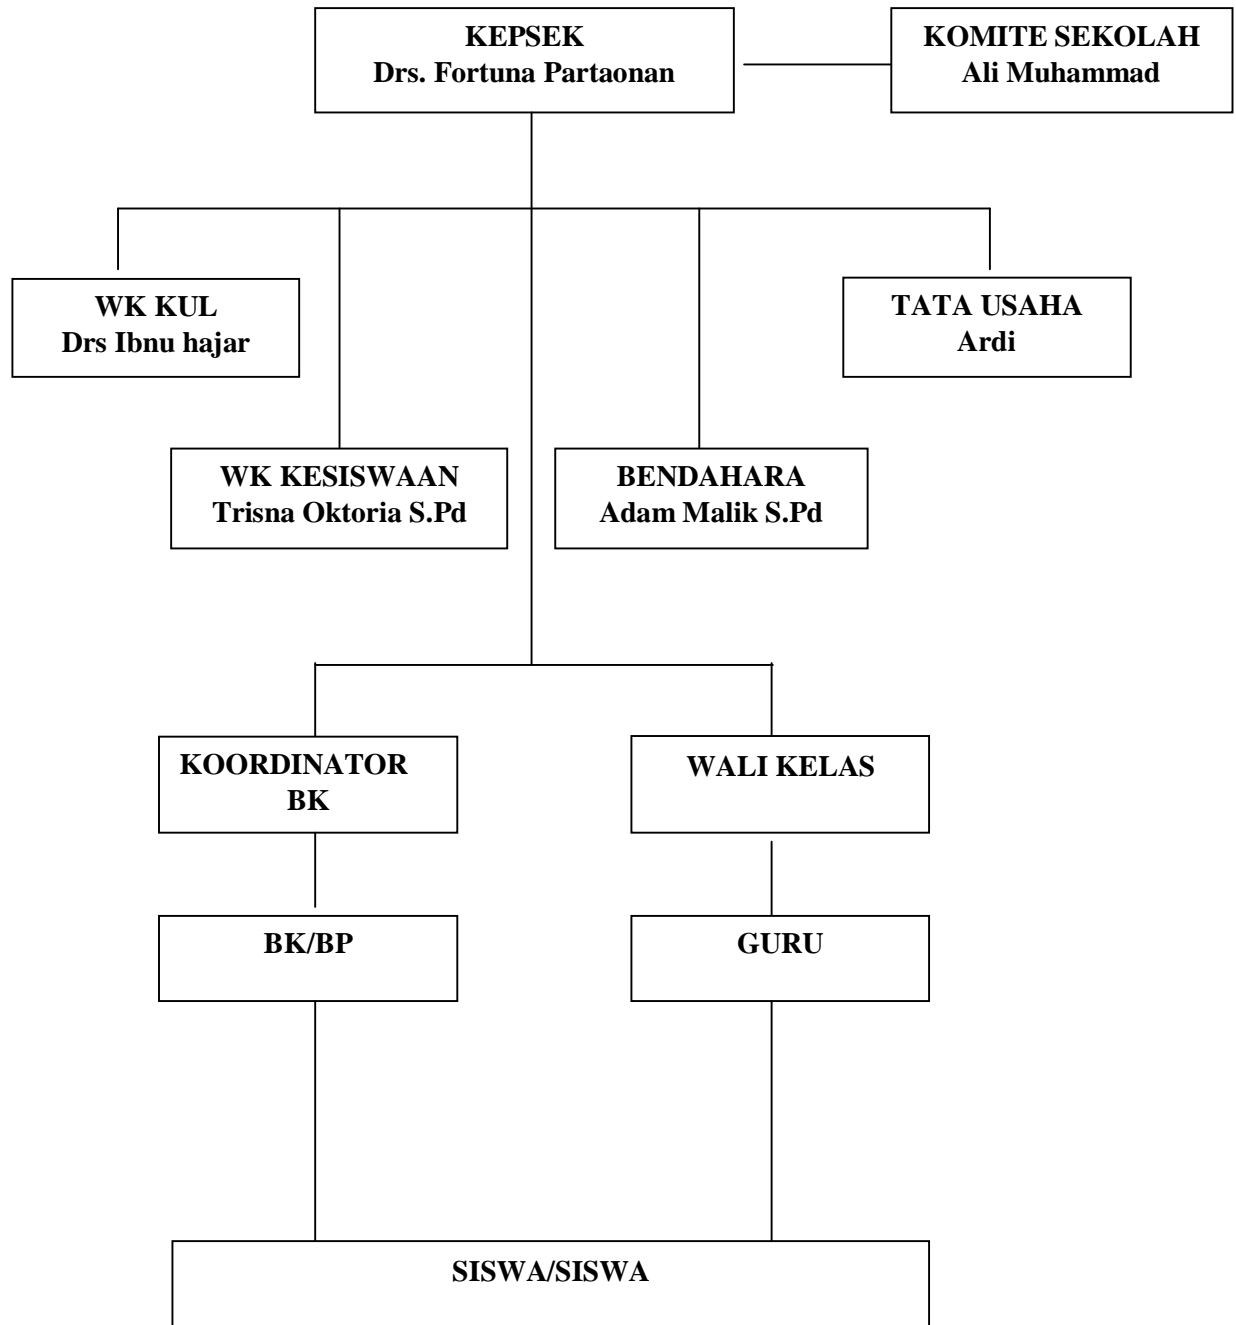 KEPSEK
Drs. Fortuna Partaonan
KOMITE SEKOLAH
Ali Muhammad
WK KUL
Drs Ibnu hajar
TATA USAHA
Ardi
WK KESISWAAN
Trisna Oktoria S.Pd
BENDAHARA
Adam Malik S.Pd
KOORDINATOR
BK
WALI KELAS
BK/BP
GURU
SISWA/SISWA